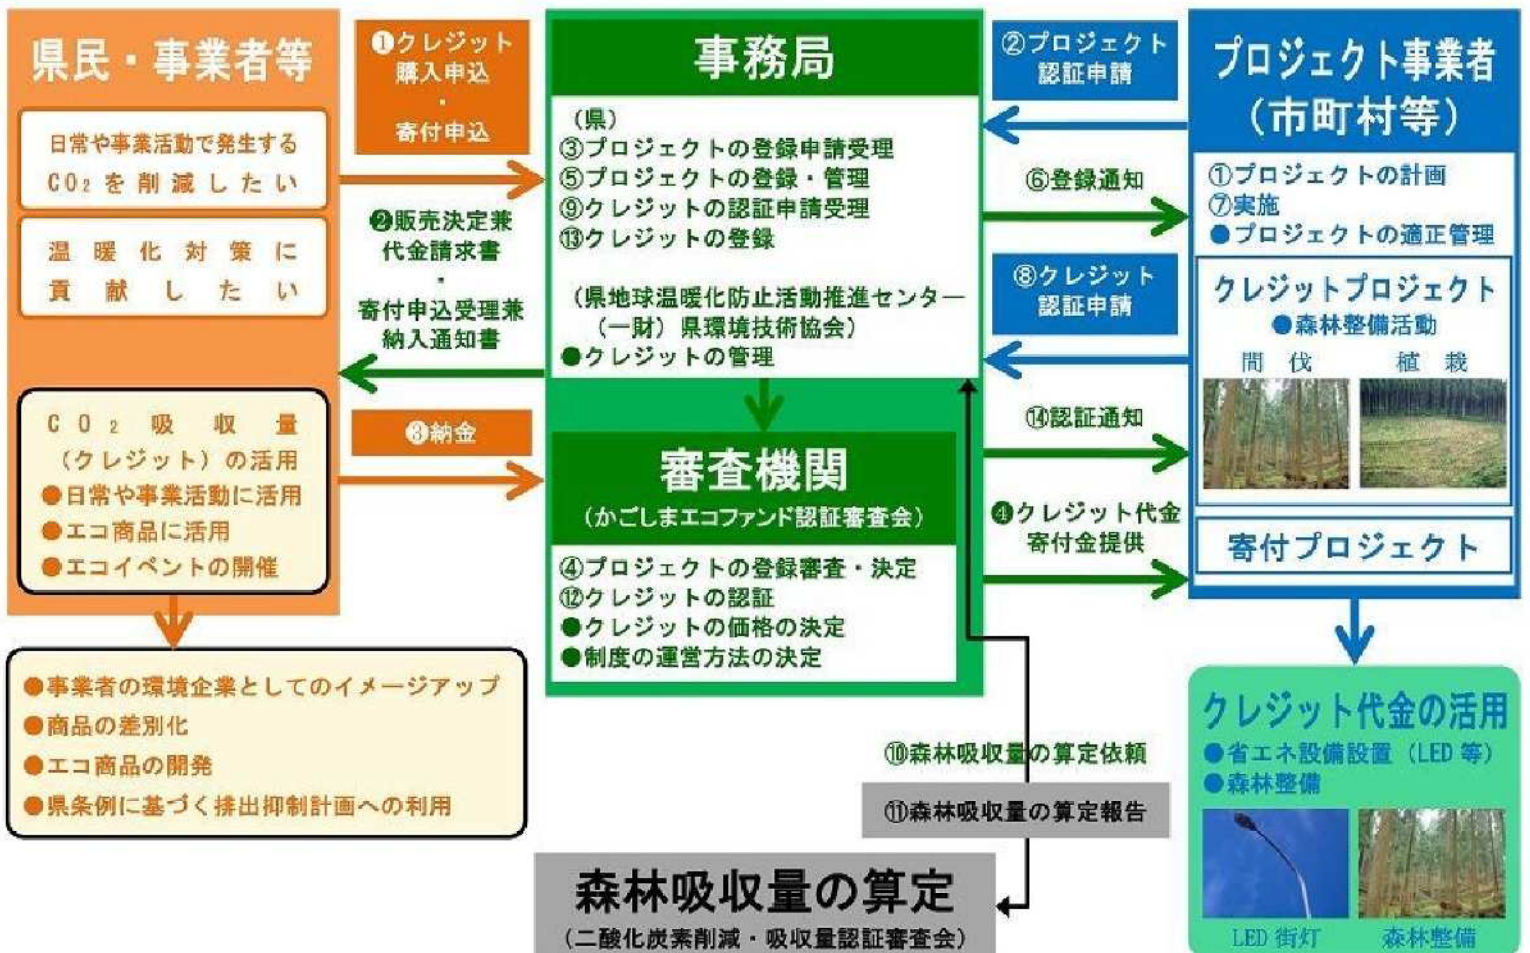 県民・事業者等
日常や事業活動で発生する
CO₂を削減したい
温暖化対策に
貢献したい
CO₂吸収量
(クレジット)の活用
●日常や事業活動に活用
●エコ商品に活用
●エコイベントの開催
●事業者の環境企業としてのイメージアップ
●商品の差別化
●エコ商品の開発
●県条例に基づく排出抑制計画への利用
❶クレジット
購入申込
・
寄付申込
❷販売決定兼
代金請求書
・
寄付申込受理兼
納入通知書
❸納金
事務局
(県)
③プロジェクトの登録申請受理
⑤プロジェクトの登録・管理
⑨クレジットの認証申請受理
⑬クレジットの登録
(県地球温暖化防止活動推進センター
(一財)県環境技術協会)
●クレジットの管理
審査機関
(かごしまエコファンド認証審査会)
④プロジェクトの登録審査・決定
⑫クレジットの認証
●クレジットの価格の決定
●制度の運営方法の決定
⑩森林吸収量の算定依頼
⑪森林吸収量の算定報告
森林吸収量の算定
(二酸化炭素削減・吸収量認証審査会)
②プロジェクト
認証申請
⑥登録通知
⑧クレジット
認証申請
⑭認証通知
❹クレジット代金
寄付金提供
プロジェクト事業者
(市町村等)
①プロジェクトの計画
⑦実施
●プロジェクトの適正管理
クレジットプロジェクト
●森林整備活動
間伐 植栽
寄付プロジェクト
クレジット代金の活用
●省エネ設備設置(LED等)
●森林整備
LED街灯 森林整備